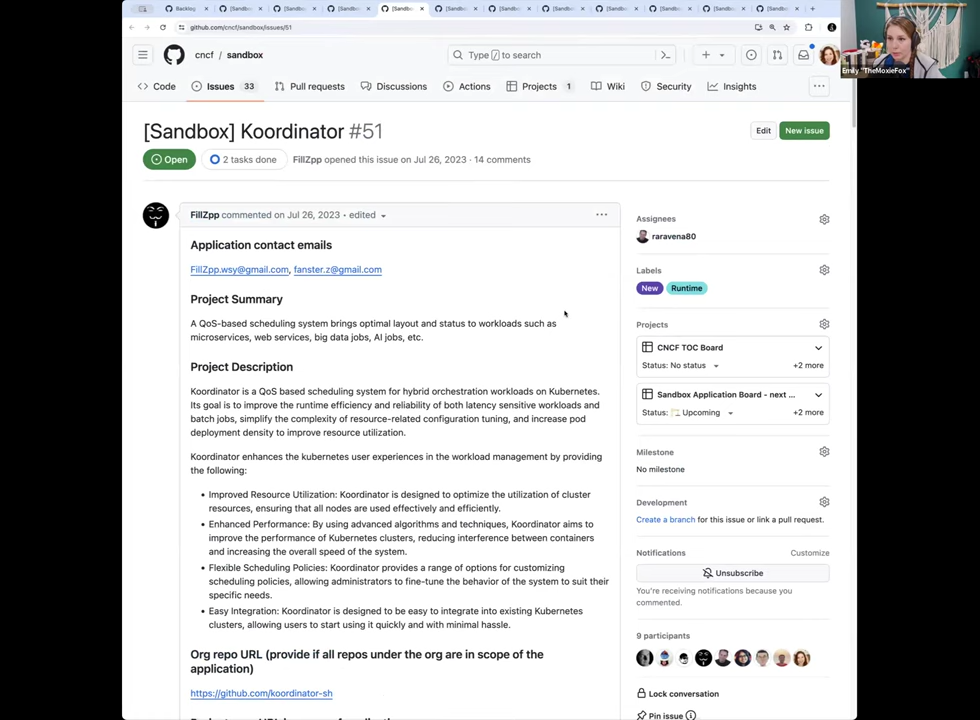 Backlog
[Sandbox]
[Sandbox]
[Sandbox]
[Sandbox]
[Sandbox]
[Sandbox]
[Sandbox]
[Sandbox]
[Sandbox]
[Sandbox]
[Sandbox]
github.com/cncf/sandbox/issues/51
Emily "TheMoxieFox"
cncf / sandbox
Type / to search
Code
Issues 33
Pull requests
Discussions
Actions
Projects 1
Wiki
Security
Insights
[Sandbox] Koordinator #51
Edit
New issue
Open
2 tasks done
FillZpp opened this issue on Jul 26, 2023 · 14 comments
FillZpp commented on Jul 26, 2023 · edited
Application contact emails
FillZpp.wsy@gmail.com, fanster.z@gmail.com
Project Summary
A QoS-based scheduling system brings optimal layout and status to workloads such as
microservices, web services, big data jobs, AI jobs, etc.
Project Description
Koordinator is a QoS based scheduling system for hybrid orchestration workloads on Kubernetes.
Its goal is to improve the runtime efficiency and reliability of both latency sensitive workloads and
batch jobs, simplify the complexity of resource-related configuration tuning, and increase pod
deployment density to improve resource utilization.
Koordinator enhances the kubernetes user experiences in the workload management by providing
the following:
• Improved Resource Utilization: Koordinator is designed to optimize the utilization of cluster
resources, ensuring that all nodes are used effectively and efficiently.
• Enhanced Performance: By using advanced algorithms and techniques, Koordinator aims to
improve the performance of Kubernetes clusters, reducing interference between containers
and increasing the overall speed of the system.
• Flexible Scheduling Policies: Koordinator provides a range of options for customizing
scheduling policies, allowing administrators to fine-tune the behavior of the system to suit their
specific needs.
• Easy Integration: Koordinator is designed to be easy to integrate into existing Kubernetes
clusters, allowing users to start using it quickly and with minimal hassle.
Org repo URL (provide if all repos under the org are in scope of the
application)
https://github.com/koordinator-sh
Assignees
raravena80
Labels
New
Runtime
Projects
CNCF TOC Board
Status: No status
+2 more
Sandbox Application Board - next ...
Status: Upcoming
+2 more
Milestone
No milestone
Development
Create a branch for this issue or link a pull request.
Notifications
Customize
Unsubscribe
You're receiving notifications because you
commented.
9 participants
Lock conversation
Pin issue